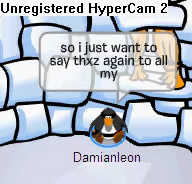 Unregistered HyperCam 2
so i just want to
say thxz again to all
my
Damianleon